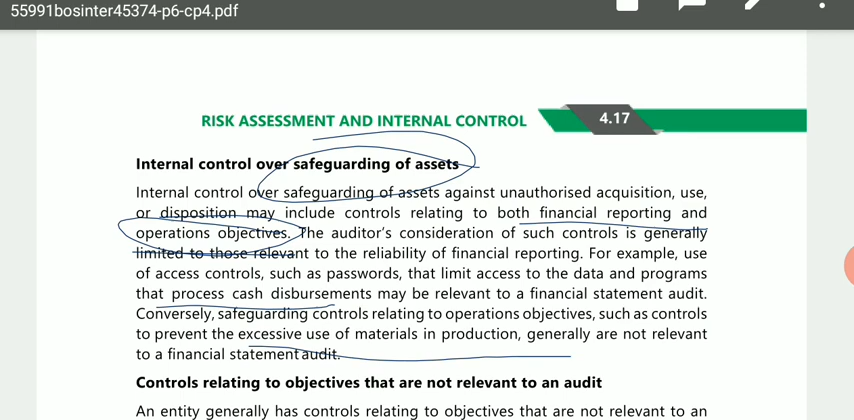 55991bosinter45374-p6-cp4.pdf
RISK ASSESSMENT AND INTERNAL CONTROL 4.17
Internal control over safeguarding of assets
Internal control over safeguarding of assets against unauthorised acquisition, use,
or disposition may include controls relating to both financial reporting and
operations objectives. The auditor's consideration of such controls is generally
limited to those relevant to the reliability of financial reporting. For example, use
of access controls, such as passwords, that limit access to the data and programs
that process cash disbursements may be relevant to a financial statement audit.
Conversely, safeguarding controls relating to operations objectives, such as controls
to prevent the excessive use of materials in production, generally are not relevant
to a financial statement audit.
Controls relating to objectives that are not relevant to an audit
An entity generally has controls relating to objectives that are not relevant to an